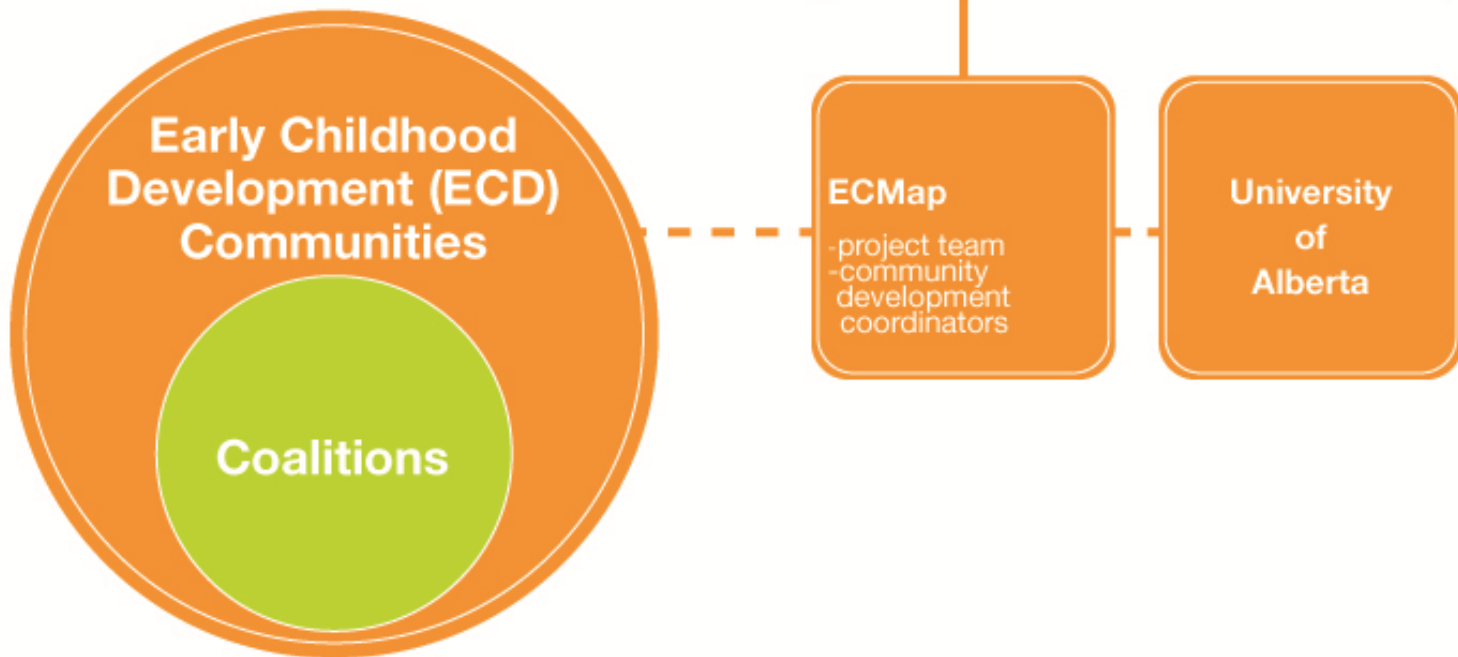 Early Childhood
Development (ECD)
Communities
Coalitions
ECMap
-project team
-community
development
coordinators
University
of
Alberta